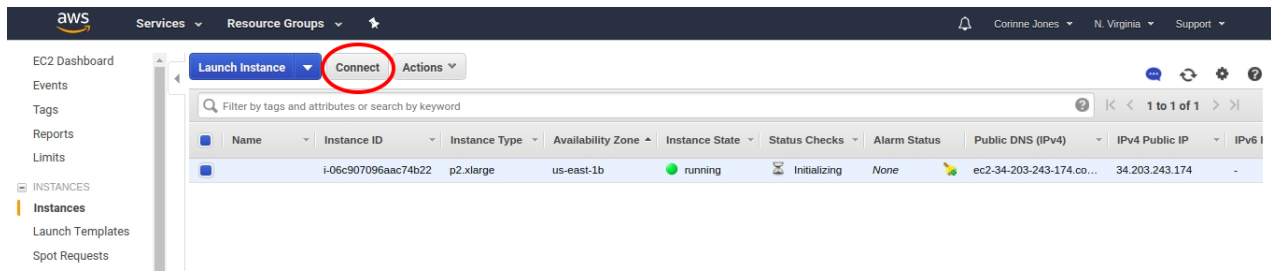 aws Services Resource Groups Corinne Jones N. Virginia Support
EC2 Dashboard
Events
Tags
Reports
Limits
INSTANCES
Instances
Launch Templates
Spot Requests
Launch Instance Connect Actions
Filter by tags and attributes or search by keyword 1 to 1 of 1
Name Instance ID Instance Type Availability Zone Instance State Status Checks Alarm Status Public DNS (IPv4) IPv4 Public IP IPv6 I
i-06c907096aac74b22 p2.xlarge us-east-1b running Initializing None ec2-34-203-243-174.co... 34.203.243.174 -